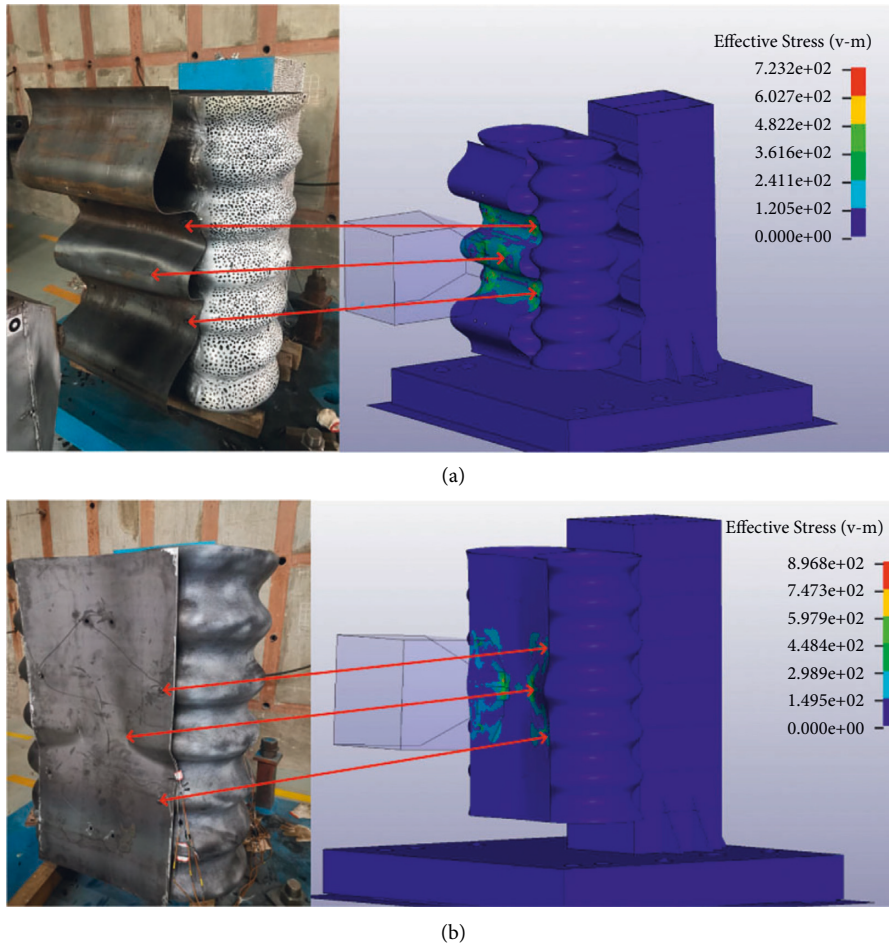 Effective Stress (v-m)
7.232e+02
6.027e+02
4.822e+02
3.616e+02
2.411e+02
1.205e+02
0.000e+00
(a)
Effective Stress (v-m)
8.968e+02
7.473e+02
5.979e+02
4.484e+02
2.989e+02
1.495e+02
0.000e+00
(b)